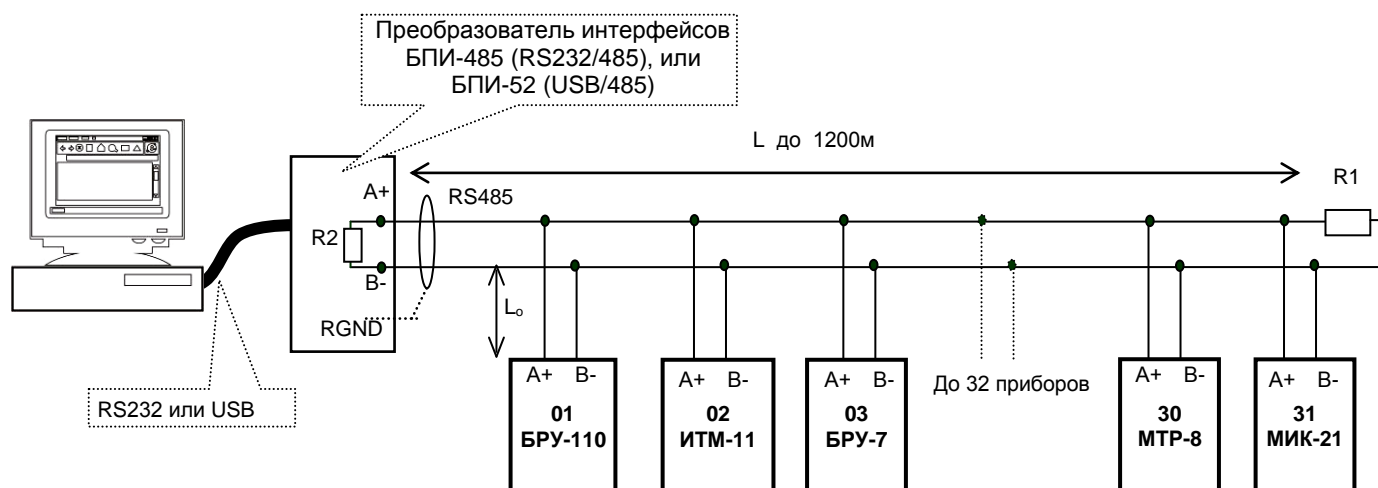 Преобразователь интерфейсов
БПИ-485 (RS232/485), или
БПИ-52 (USB/485)
L до 1200м
R1
A+
RS485
R2
B-
Lo
RGND
RS232 или USB
A+ B-
01
БРУ-110
A+ B-
02
ИТМ-11
A+ B-
03
БРУ-7
До 32 приборов
A+ B-
30
МТР-8
A+ B-
31
МИК-21